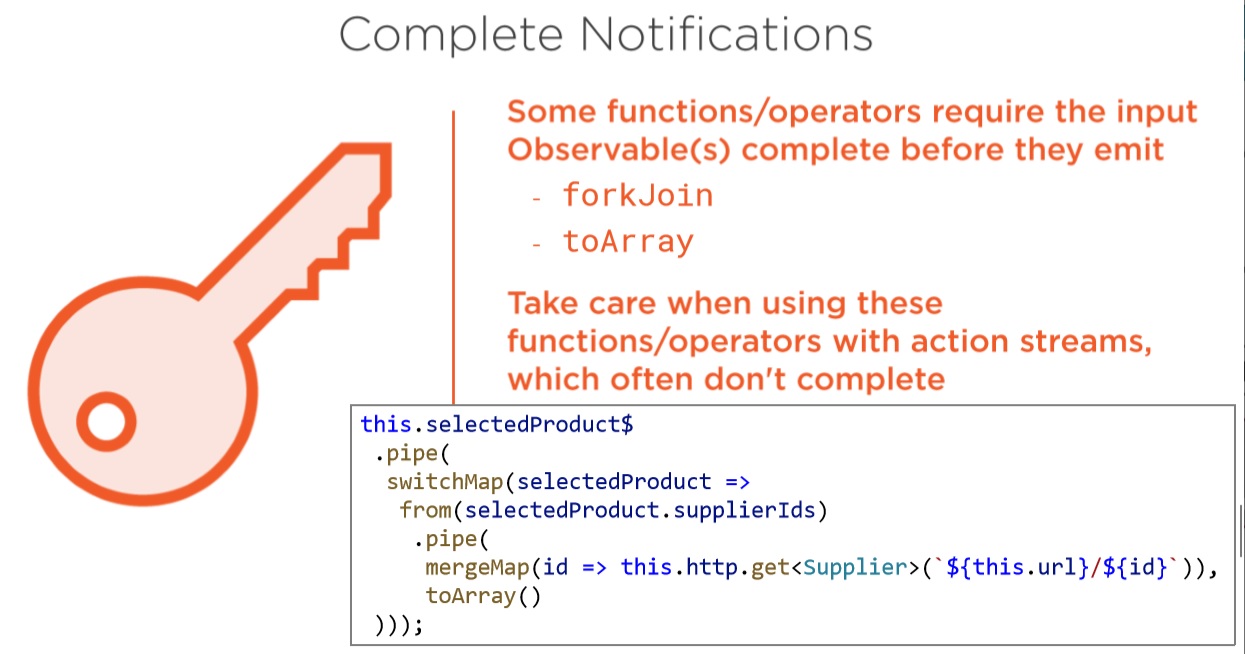 Complete Notifications
Some functions/operators require the input
Observable(s) complete before they emit
- forkJoin
- toArray
Take care when using these
functions/operators with action streams,
which often don't complete
this.selectedProduct$
.pipe(
switchMap(selectedProduct =>
from(selectedProduct.supplierIds)
.pipe(
mergeMap(id => this.http.get<Supplier>(`${this.url}/${id}`)),
toArray()
)));